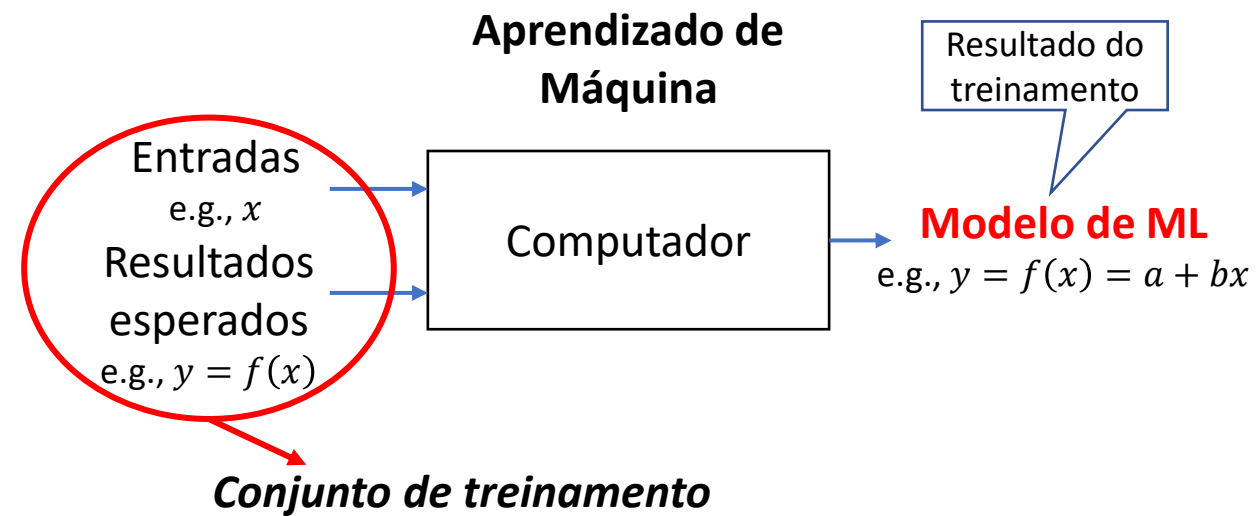 Aprendizado de
Máquina
Resultado do
treinamento
Entradas
e.g., 𝑥
Resultados
esperados
e.g., 𝑦 = 𝑓(𝑥)
Computador
Modelo de ML
e.g., 𝑦 = 𝑓(𝑥) = 𝑎 + 𝑏𝑥
Conjunto de treinamento